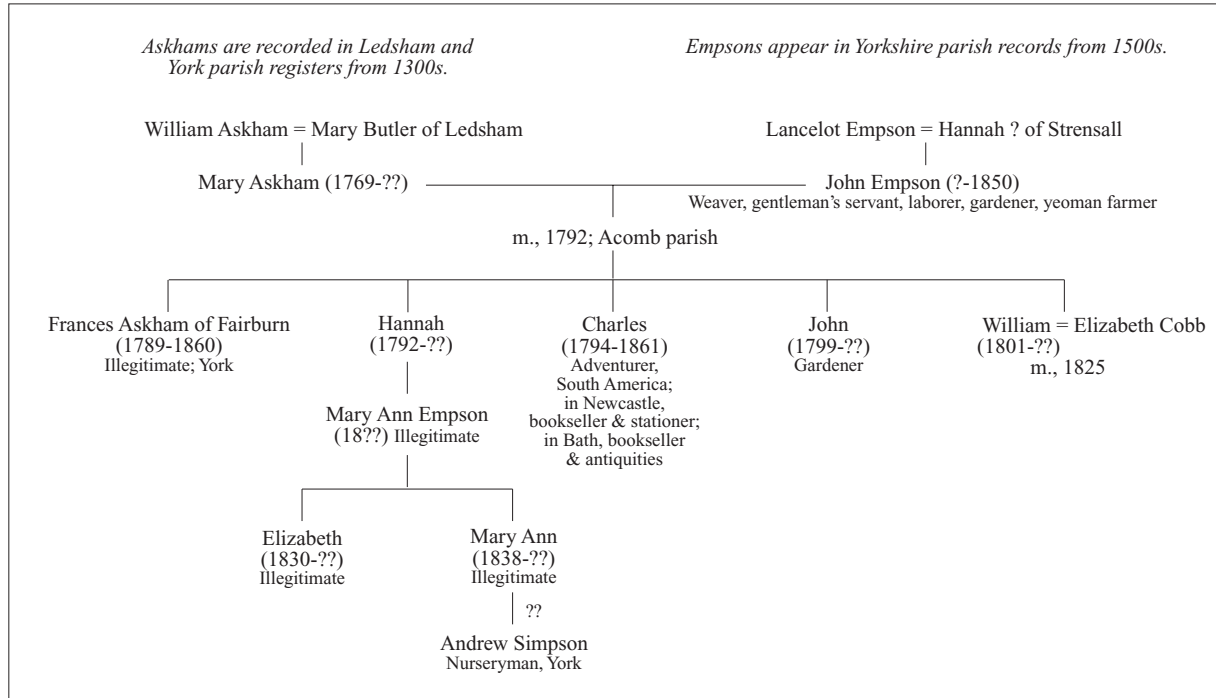 Askhams are recorded in Ledsham and
York parish registers from 1300s.
Empsons appear in Yorkshire parish records from 1500s.
William Askham = Mary Butler of Ledsham
Lancelot Empson = Hannah ? of Strensall
Mary Askham (1769-??)
John Empson (?-1850)
Weaver, gentleman's servant, laborer, gardener, yeoman farmer
m., 1792; Acomb parish
Frances Askham of Fairburn
(1789-1860)
Illegitimate; York
Hannah
(1792-??)
Charles
(1794-1861)
Adventurer,
South America;
in Newcastle,
bookseller & stationer;
in Bath, bookseller
& antiquities
John
(1799-??)
Gardener
William = Elizabeth Cobb
(1801-??)
m., 1825
Mary Ann Empson
(18??) Illegitimate
Elizabeth
(1830-??)
Illegitimate
Mary Ann
(1838-??)
Illegitimate
??
Andrew Simpson
Nurseryman, York